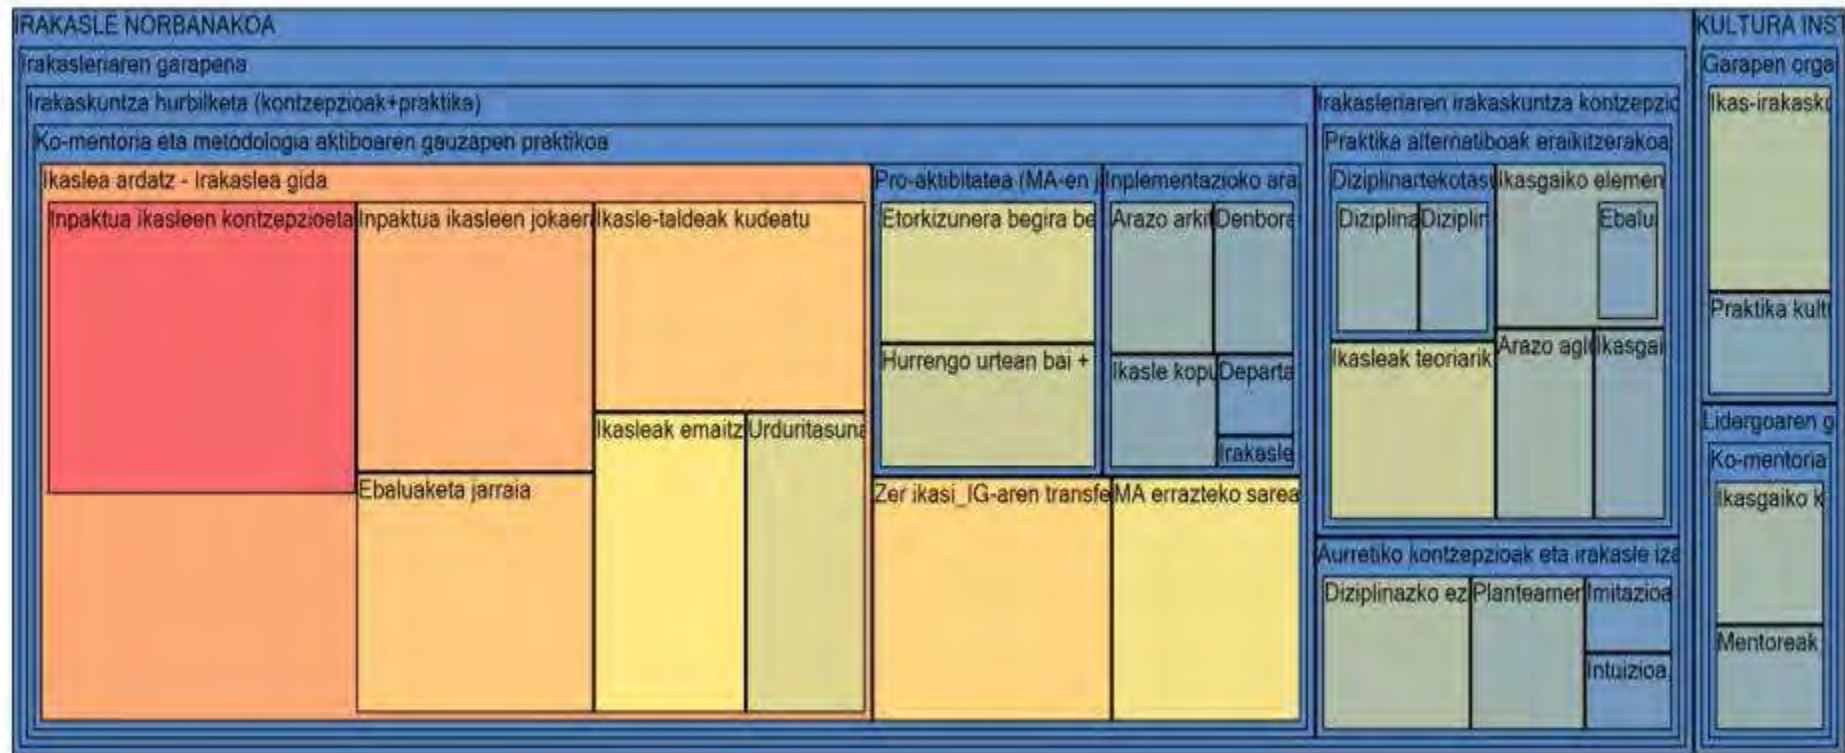 IRAKASLE NORBANAKOA
Irakasleriaren garapena
Irakaskuntza hurbilketa (kontzepzioak+praktika)
Ko-mentoria eta metodologia aktiboaren gauzapen praktikoa
Ikaslea ardatz - Irakaslea gida
Inpaktua ikasleen kontzepzioeta
Inpaktua ikasleen jokaer
Ikasle-taldeak kudeatu
Ikasleak emaitz
Urduritasuna
Ebaluaketa jarraia
Pro-aktibitatea (MA-en j
Etorkizunera begira be
Hurrengo urtean bai +
Inplementazioko ara
Arazo arkit
Denbora
Ikasle kopu
Departa
Irakasle
Zer ikasi_IG-aren transfe
MA errazteko sarea
Irakasleriaren irakaskuntza kontzepzio
Praktika alternatiboak eraikitzerakoa
Diziplinartekotasu
Diziplina
Diziplin
Ikasgaiko elemen
Ebalu
Ikasleak teoriarik
Arazo aglu
Ikasgai
Aurretiko kontzepzioak eta irakasle iza
Diziplinazko ez
Planteamen
Imitazioa
Intuizioa,
KULTURA INST
Garapen orga
Ikas-irakasku
Praktika kultu
Lidergoaren g
Ko-mentoria
Ikasgaiko k
Mentoreak